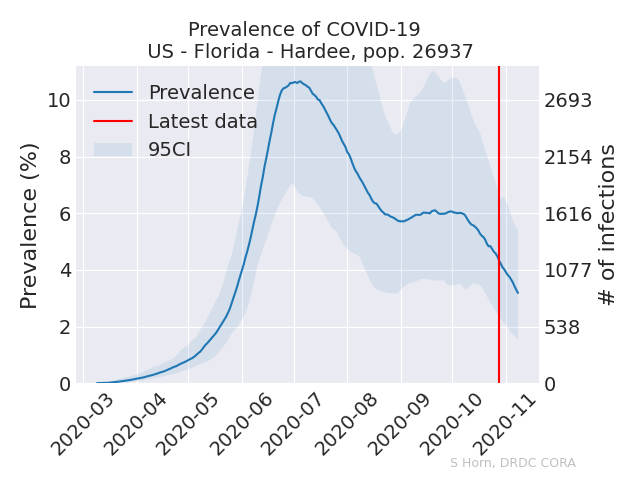 Prevalence of COVID-19
US - Florida - Hardee, pop. 26937
Prevalence (%)
10
8
6
4
2
0
Prevalence
Latest data
95CI
2693
2154
1616
1077
538
0
# of infections
2020-03
2020-04
2020-05
2020-06
2020-07
2020-08
2020-09
2020-10
2020-11
S Horn, DRDC CORA